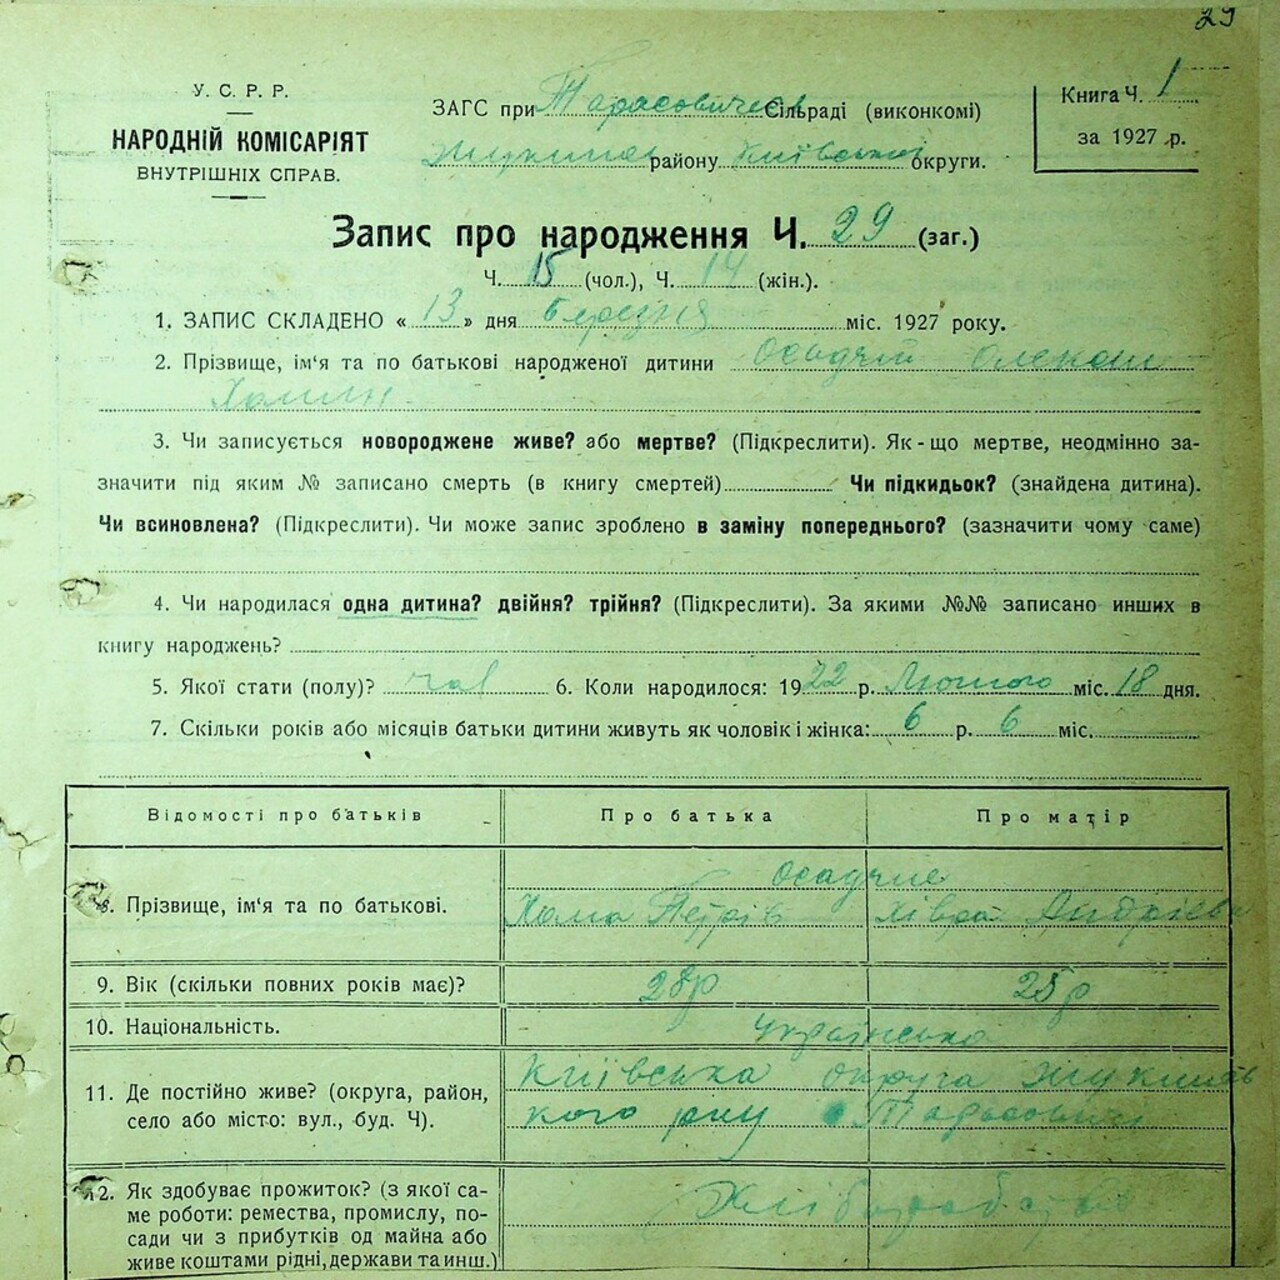 29
У. С. Р. Р.
НАРОДНІЙ КОМІСАРІЯТ
ВНУТРІШНІХ СПРАВ.
ЗАГС при Тарасовичес Сільраді (виконкомі)
району Київської округи.
Книга Ч. 1
за 1927 р.
Запис про народження Ч. 29 (заг.)
Ч. 15 (чол.), Ч. 14 (жін.).
1. ЗАПИС СКЛАДЕНО « 13 » дня березня міс. 1927 року.
2. Прізвище, ім‘я та по батькові народженої дитини Осадчій Олексій
3. Чи записується новороджене живе? або мертве? (Підкреслити). Як-що мертве, неодмінно за-
значити під яким № записано смерть (в книгу смертей) Чи підкидьок? (знайдена дитина).
Чи всиновлена? (Підкреслити). Чи може запис зроблено в заміну попереднього? (зазначити чому саме)
4. Чи народилася одна дитина? двійня? трійня? (Підкреслити). За якими №№ записано инших в
книгу народжень?
5. Якої стати (полу)? чол 6. Коли народилося: 1922 р. Лютого міс. 18 дня.
7. Скільки років або місяців батьки дитини живуть як чоловік і жінка: 6 р. 6 міс.
Відомості про батьків
Про батька
Про матір
Осадчие
8. Прізвище, ім‘я та по батькові.
Хома Петрів
Хівря Андрієвн
9. Вік (скільки повних років має)?
28р
25р
10. Національність.
українська
11. Де постійно живе? (округа, район,
село або місто: вул., буд. Ч).
Київська округа Жукинсь
кого рну Тарасовичі
12. Як здобуває прожиток? (з якої са-
ме роботи: ремества, промислу, по-
сади чи з прибутків од майна або
живе коштами рідні, держави та инш.)
Хліборобство